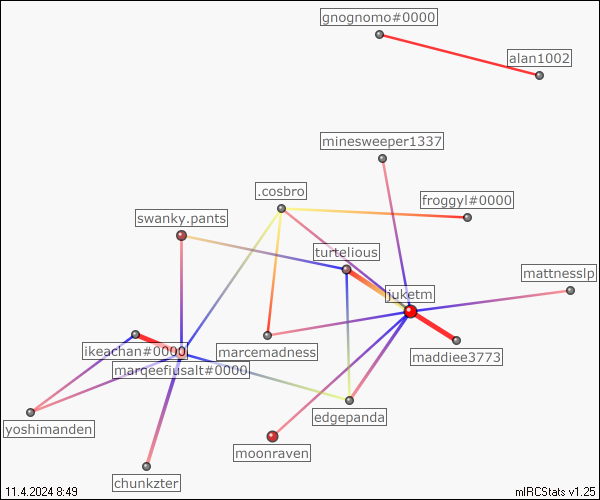 gnognomo#0000
alan1002
minesweeper1337
.cosbro
froggyl#0000
swanky.pants
turtelious
mattnesslp
juketm
ikeachan#0000
marcemadness
maddiee3773
marqeefiusalt#0000
edgepanda
yoshimanden
moonraven
chunkzter
11.4.2024 8:49
mIRCStats v1.25